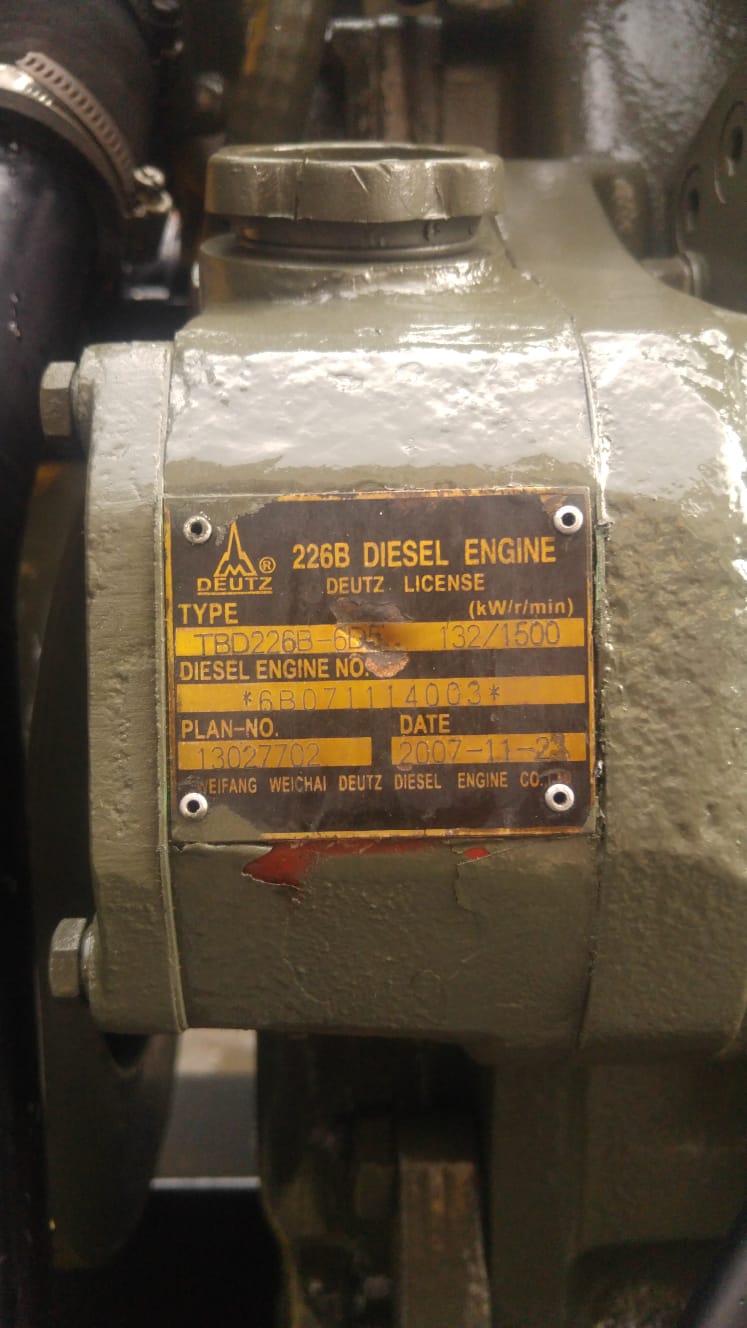 226B DIESEL ENGINE
DEUTZ ®
DEUTZ LICENSE
TYPE (kW/r/min)
132/1500
DIESEL ENGINE NO.
*6B071114003*
PLAN-NO. DATE
13027702
WEIFANG WEICHAI DEUTZ DIESEL ENGINE CO.